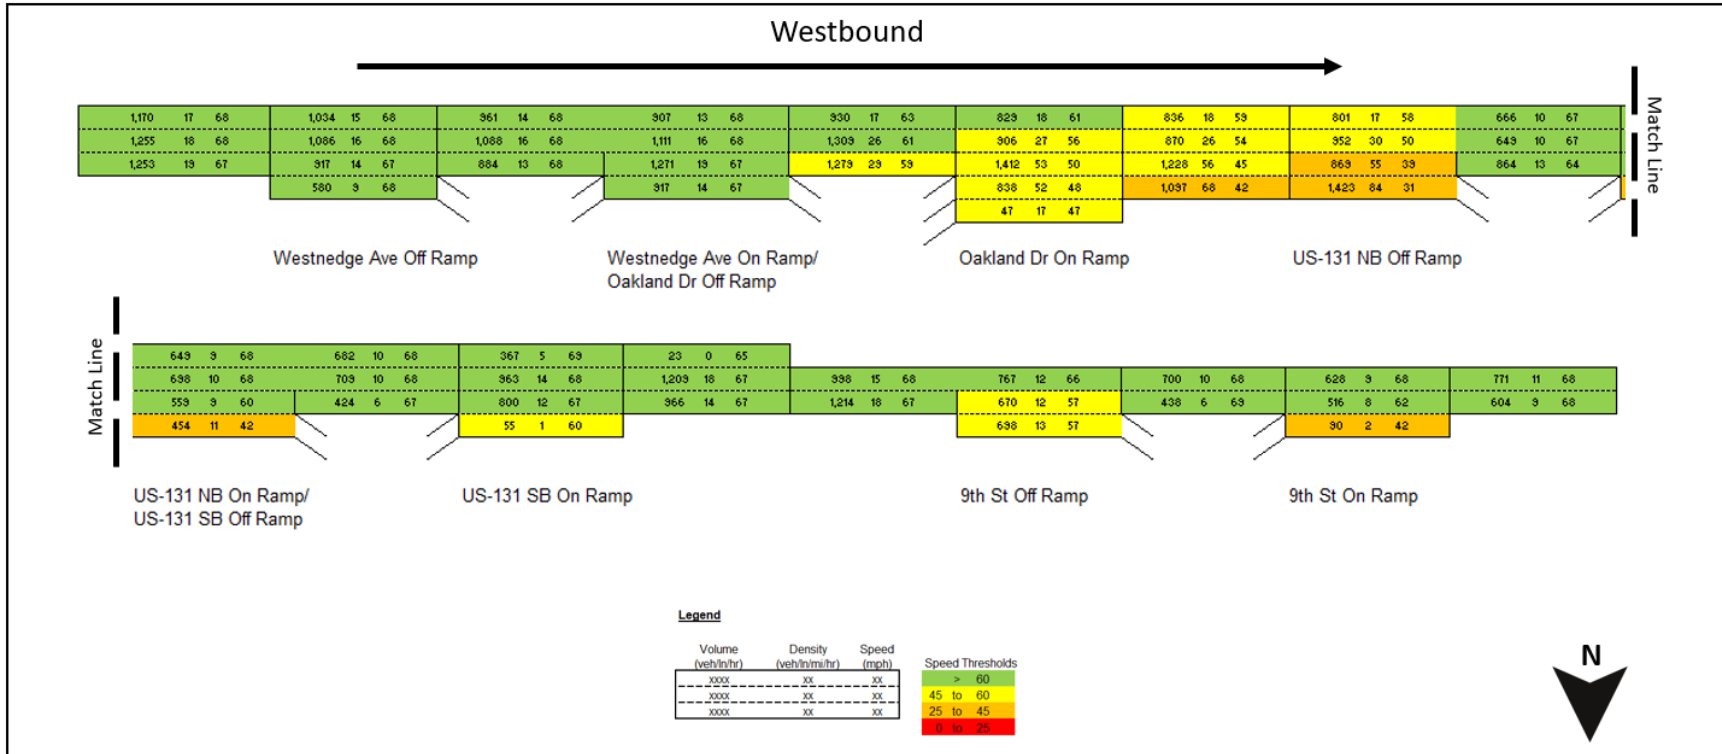 Westbound
1,170 17 68 1,034 15 68 961 14 68 907 13 68 930 17 63 829 18 61 836 18 59 801 17 58 666 10 67
1,255 18 68 1,086 16 68 1,088 16 68 1,111 16 68 1,309 26 61 906 27 56 870 26 54 952 30 50 649 10 67
1,253 19 67 917 14 67 884 13 68 1,271 19 67 1,279 29 59 1,412 53 50 1,228 56 45 869 55 39 864 13 64
580 9 68 917 14 67 838 52 48 1,097 68 42 1,423 84 31
47 17 47
Match Line
Westnedge Ave Off Ramp
Westnedge Ave On Ramp/
Oakland Dr Off Ramp
Oakland Dr On Ramp
US-131 NB Off Ramp
Match Line
649 9 68 682 10 68 367 5 69 23 0 65
698 10 68 709 10 68 963 14 68 1,209 18 67 998 15 68 767 12 66 700 10 68 628 9 68 771 11 68
559 9 60 424 6 67 800 12 67 966 14 67 1,214 18 67 670 12 57 438 6 69 516 8 62 604 9 68
454 11 42 55 1 60 698 13 57 90 2 42
US-131 NB On Ramp/
US-131 SB Off Ramp
US-131 SB On Ramp
9th St Off Ramp
9th St On Ramp
Legend
Volume Density Speed
(veh/ln/hr) (veh/ln/mi/hr) (mph)
xxxx xx xx
xxxx xx xx
xxxx xx xx
Speed Thresholds
> 60
45 to 60
25 to 45
0 to 25
N